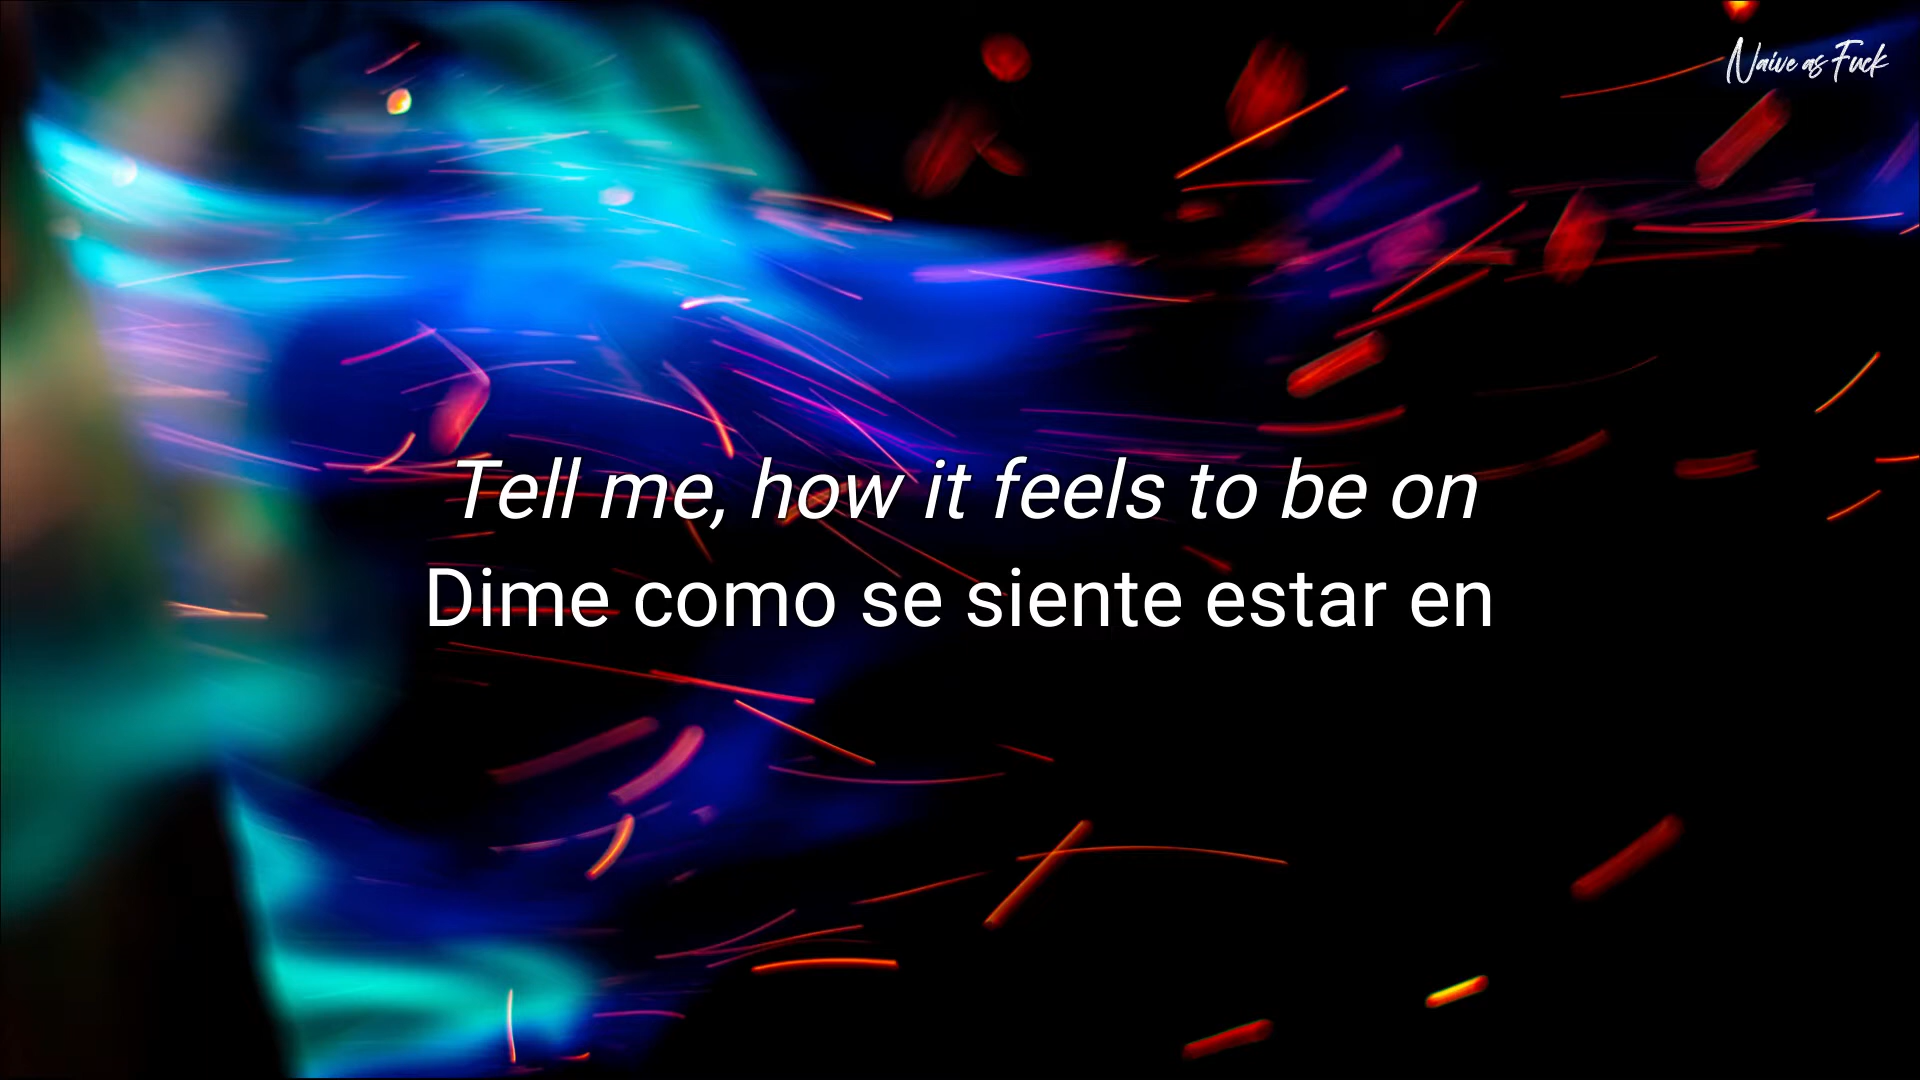 Naive as Fuck
Tell me, how it feels to be on
Dime como se siente estar en